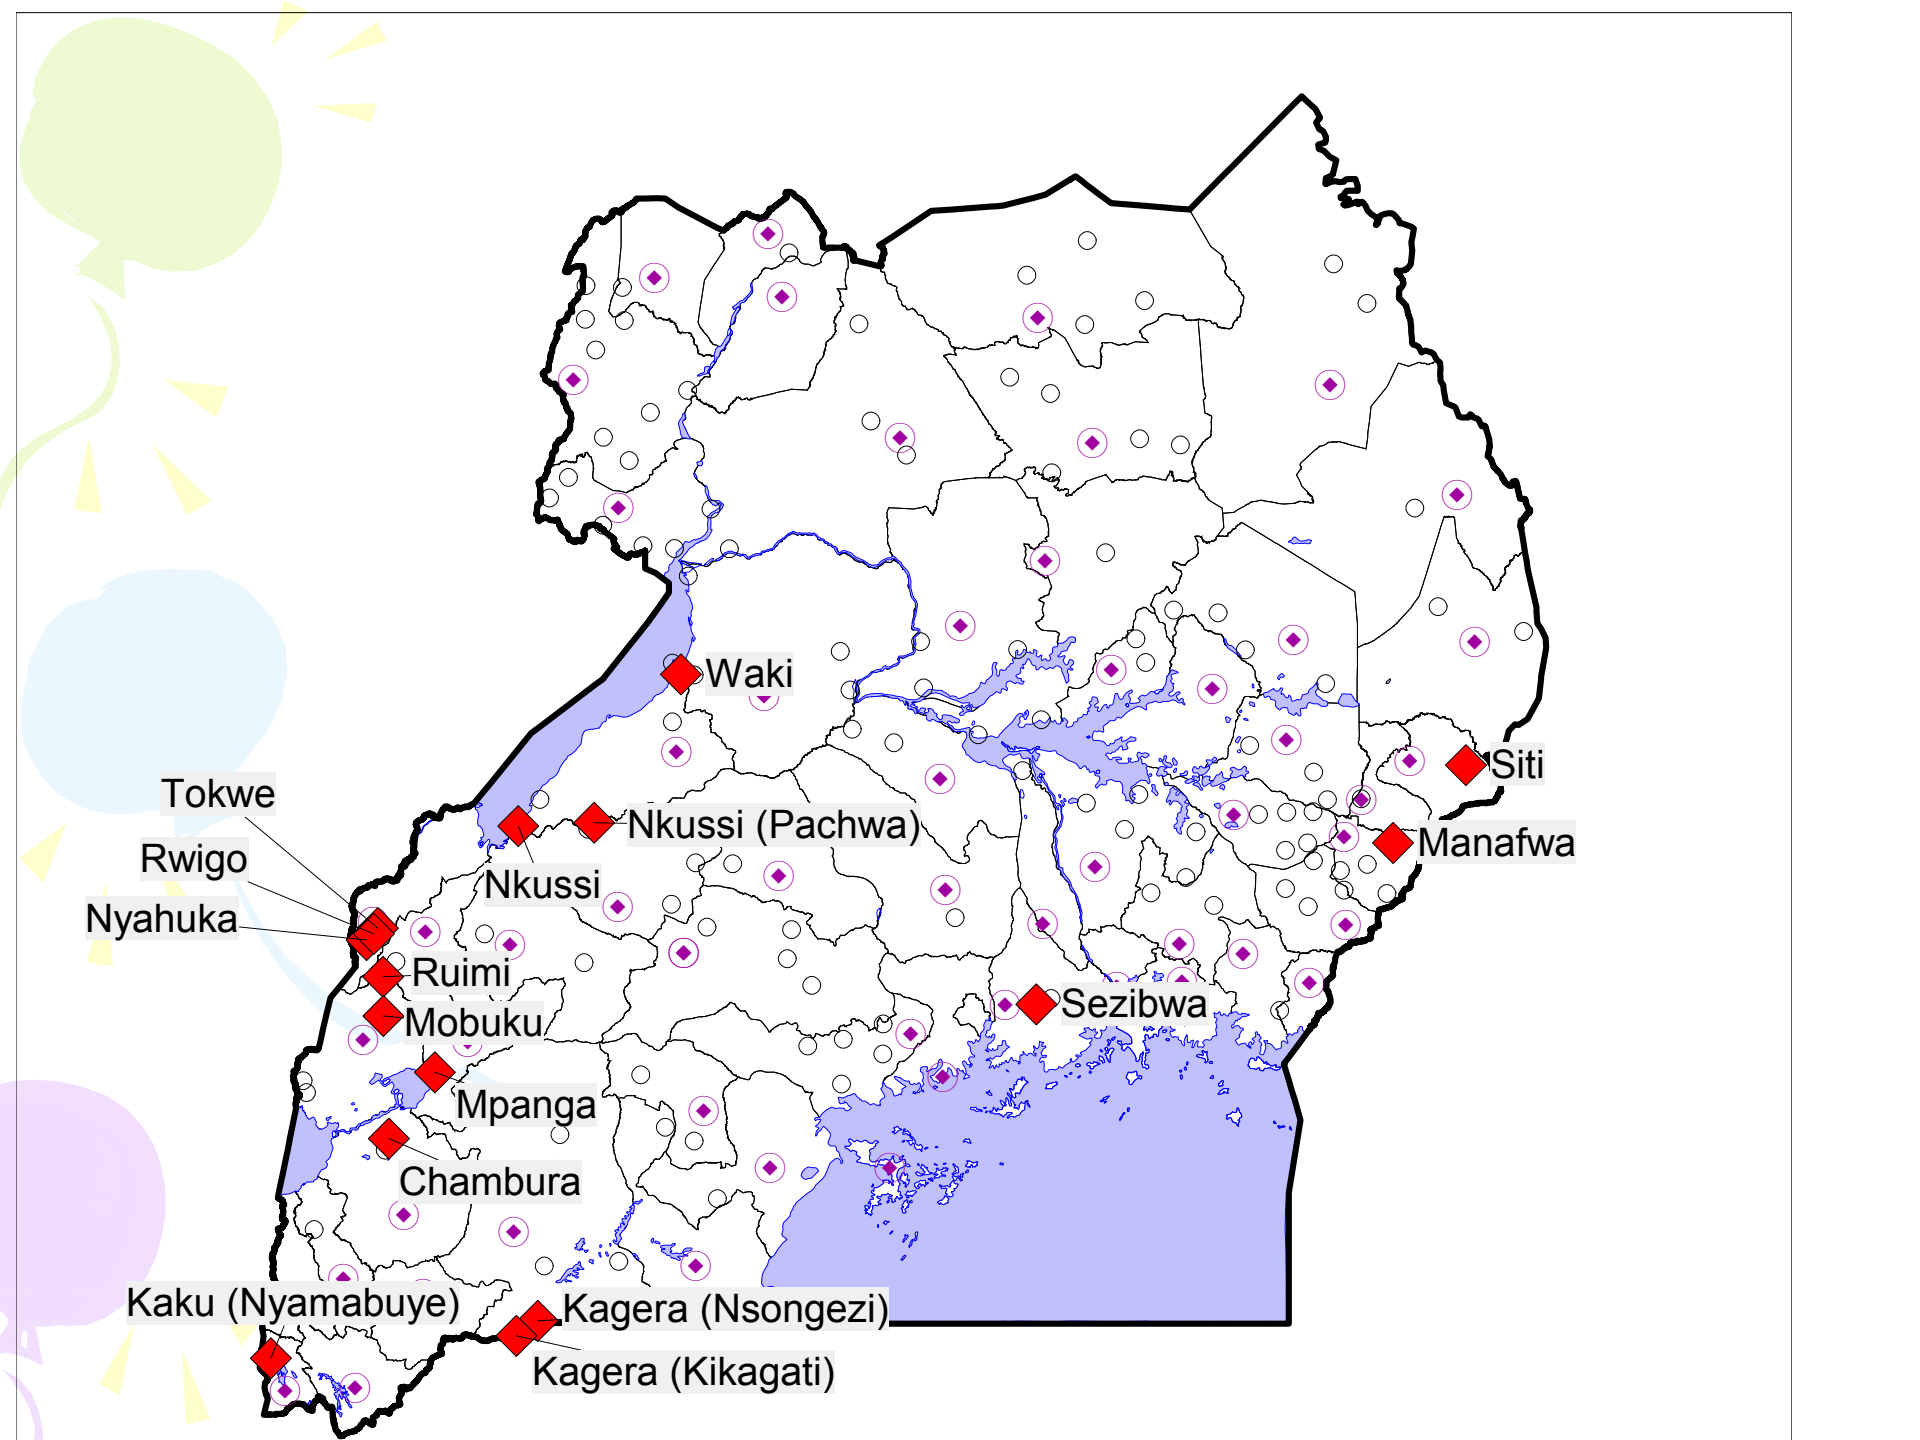 Waki
Siti
Tokwe
Nkussi (Pachwa)
Manafwa
Rwigo
Nkussi
Nyahuka
Ruimi
Sezibwa
Mobuku
Mpanga
Chambura
Kaku (Nyamabuye)
Kagera (Nsongezi)
Kagera (Kikagati)